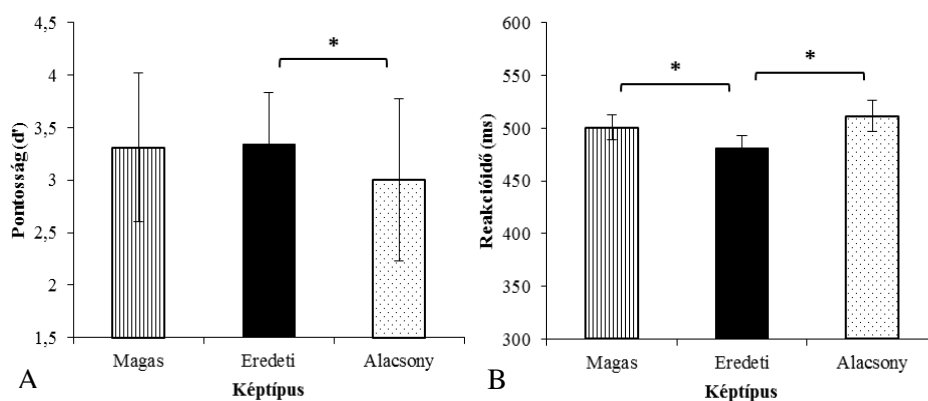 Pontosság (d')
4,5
4
3,5
3
2,5
2
1,5
*
Magas
Eredeti
Alacsony
Képtípus
A
Reakcióidő (ms)
600
550
500
450
400
350
300
*
*
Magas
Eredeti
Alacsony
Képtípus
B